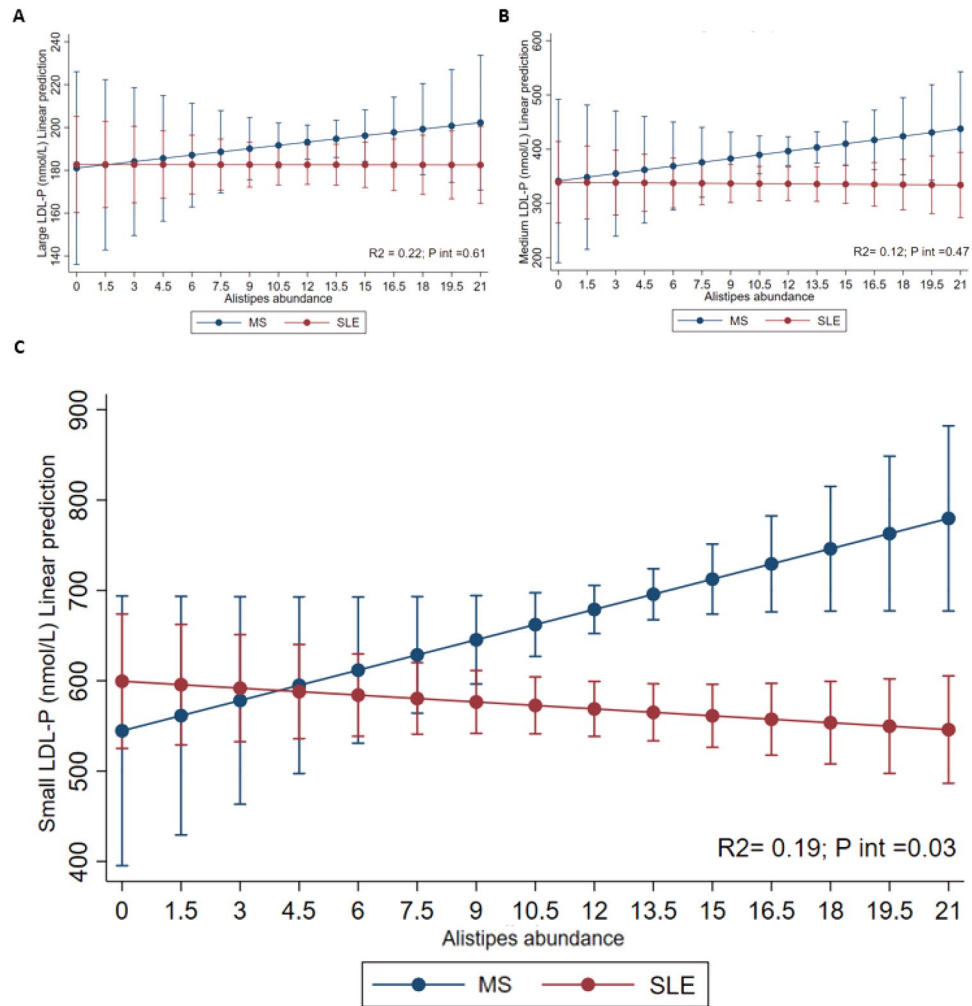 A
Large LDL-P (nmol/L) Linear prediction
240
220
200
180
160
140
R2 = 0.22; P int =0.61
0 1.5 3 4.5 6 7.5 9 10.5 12 13.5 15 16.5 18 19.5 21
Alistipes abundance
MS SLE
B
Medium LDL-P (nmol/L) Linear prediction
600
500
400
300
200
R2= 0.12; P int =0.47
0 1.5 3 4.5 6 7.5 9 10.5 12 13.5 15 16.5 18 19.5 21
Alistipes abundance
MS SLE
C
Small LDL-P (nmol/L) Linear prediction
900
800
700
600
500
400
R2= 0.19; P int =0.03
0 1.5 3 4.5 6 7.5 9 10.5 12 13.5 15 16.5 18 19.5 21
Alistipes abundance
MS SLE